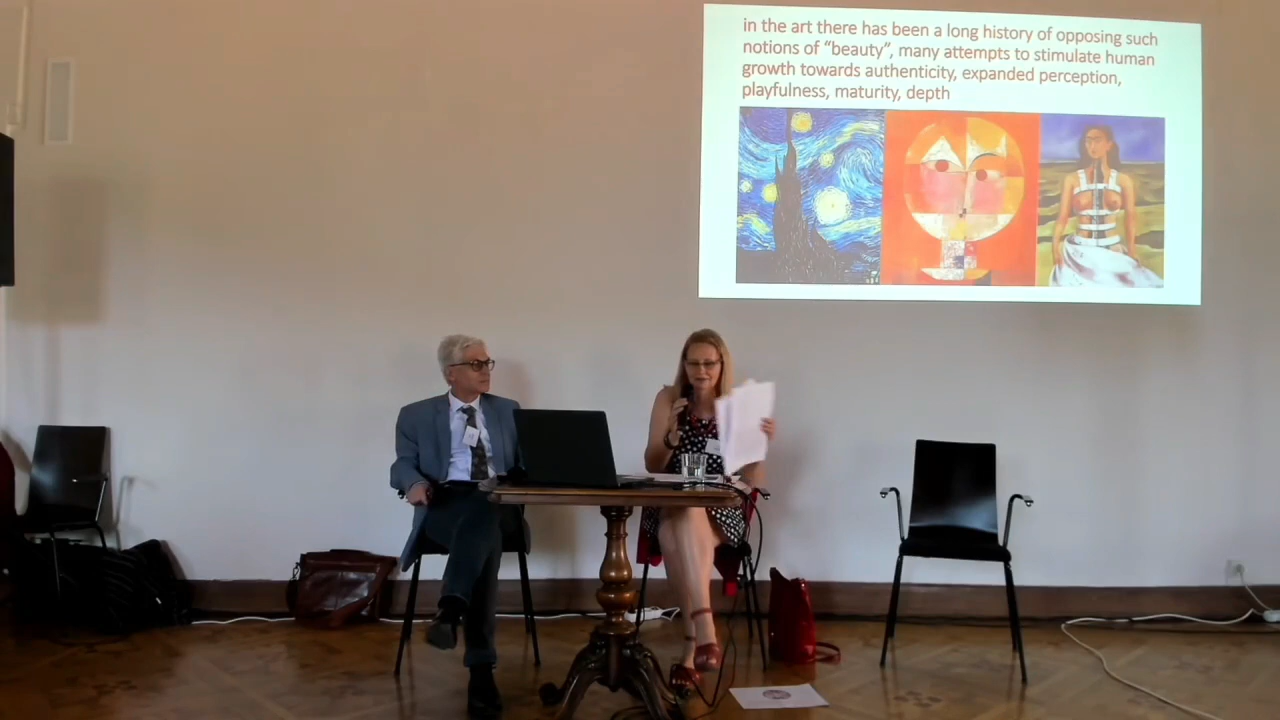 in the art there has been a long history of opposing such
notions of “beauty”, many attempts to stimulate human
growth towards authenticity, expanded perception,
playfulness, maturity, depth